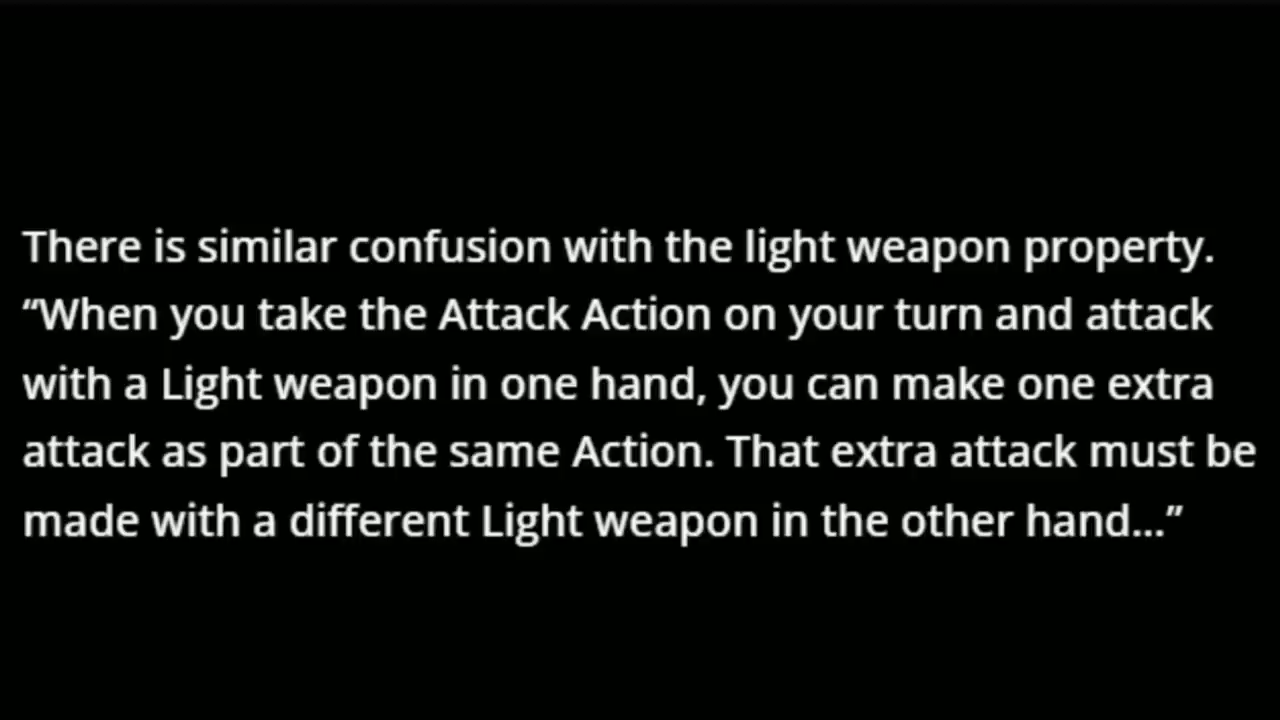 There is similar confusion with the light weapon property.
“When you take the Attack Action on your turn and attack
with a Light weapon in one hand, you can make one extra
attack as part of the same Action. That extra attack must be
made with a different Light weapon in the other hand...”